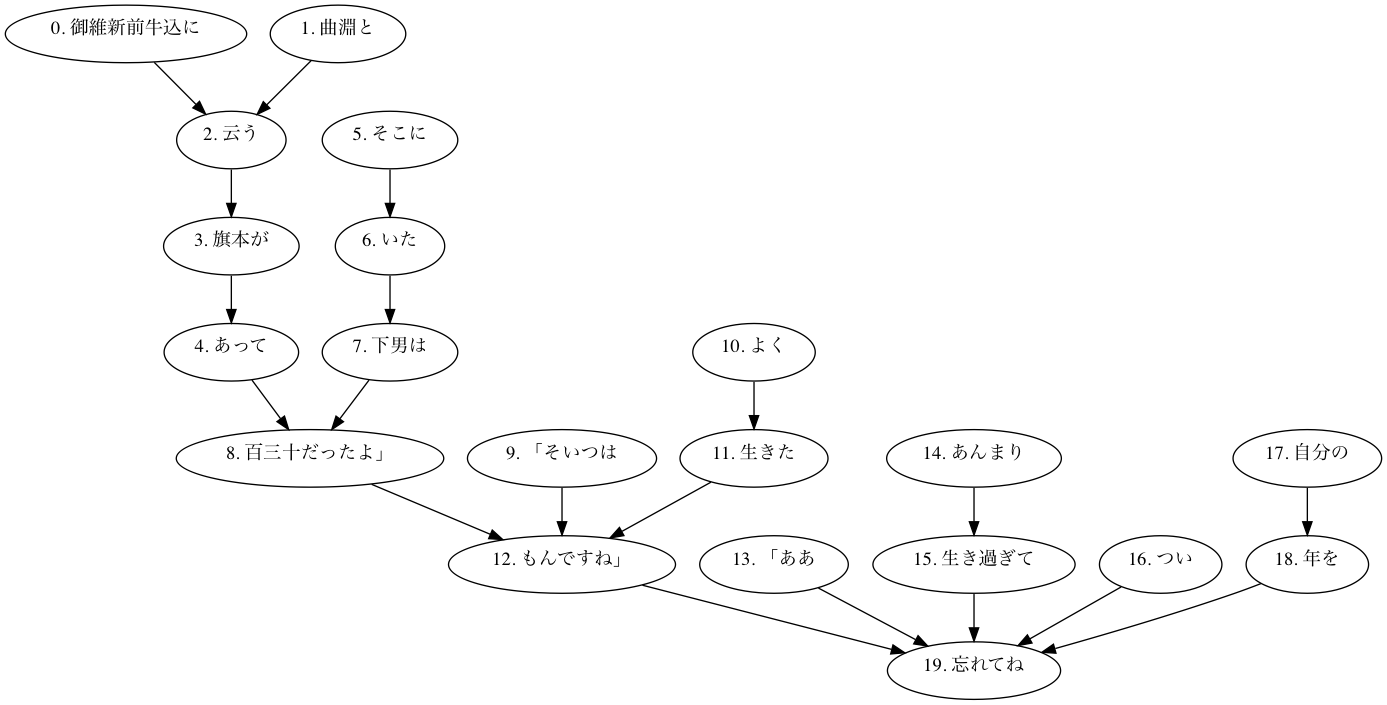 0. 御維新前牛込に
1. 曲淵と
2. 云う
5. そこに
3. 旗本が
6. いた
4. あって
7. 下男は
10. よく
8. 百三十だったよ」
9. 「そいつは
11. 生きた
14. あんまり
17. 自分の
12. もんですね」
13. 「ああ
15. 生き過ぎて
16. つい
18. 年を
19. 忘れてね